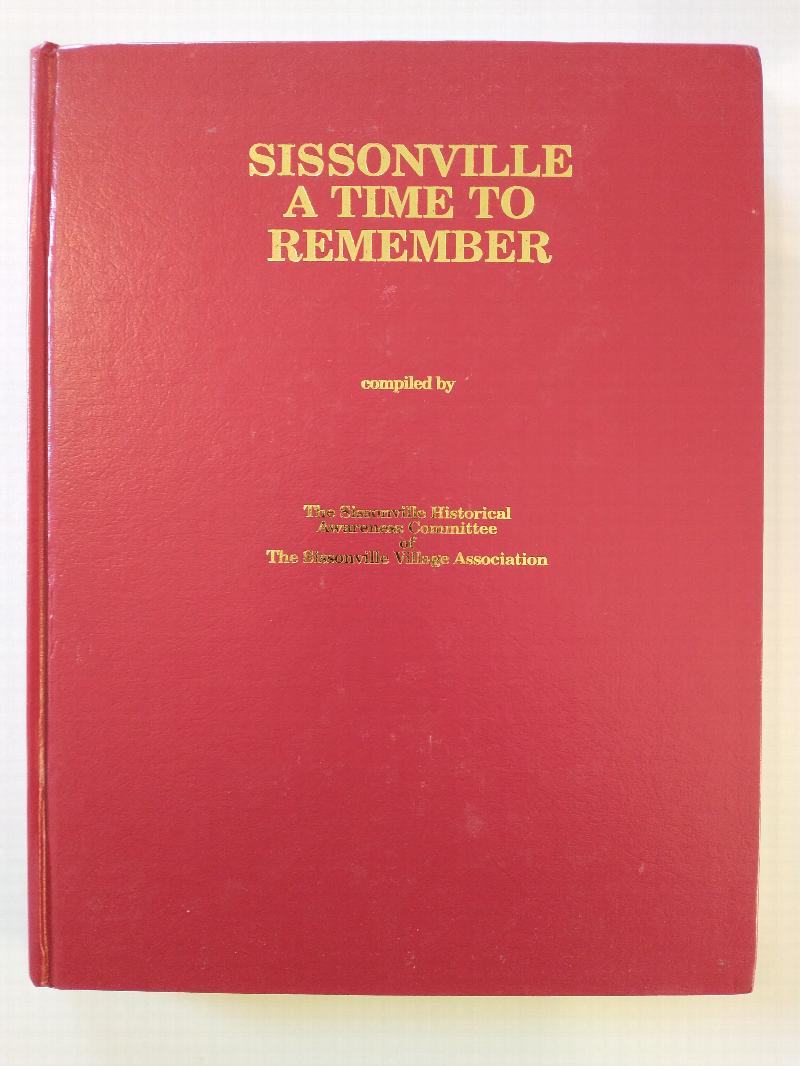 SISSONVILLE
A TIME TO
REMEMBER
compiled by
The Sissonville Historical
Awareness Committee
of
The Sissonville Village Association